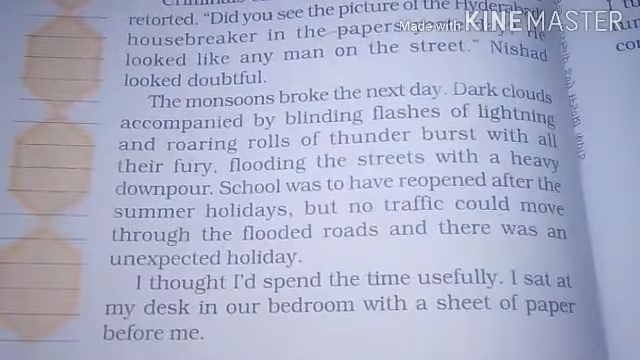 retorted. "Did you see the picture of the Hyderabad
housebreaker in the papers He
looked like any man on the street." Nishad
looked doubtful.
The monsoons broke the next day. Dark clouds
accompanied by blinding flashes of lightning
and roaring rolls of thunder burst with all
their fury, flooding the streets with a heavy
downpour. School was to have reopened after the
summer holidays, but no traffic could move
through the flooded roads and there was an
unexpected holiday.
I thought I'd spend the time usefully. I sat at
my desk in our bedroom with a sheet of paper
before me.
Made with KINEMASTER